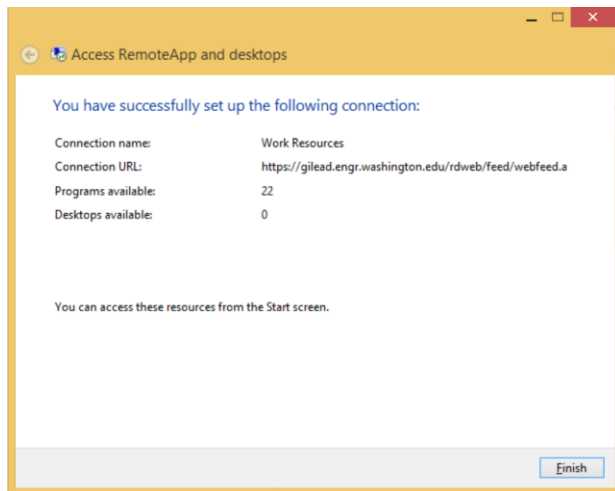 Access RemoteApp and desktops
You have successfully set up the following connection:
Connection name: Work Resources
Connection URL: https://gilead.engr.washington.edu/rdweb/feed/webfeed.a
Programs available: 22
Desktops available: 0
You can access these resources from the Start screen.
Finish